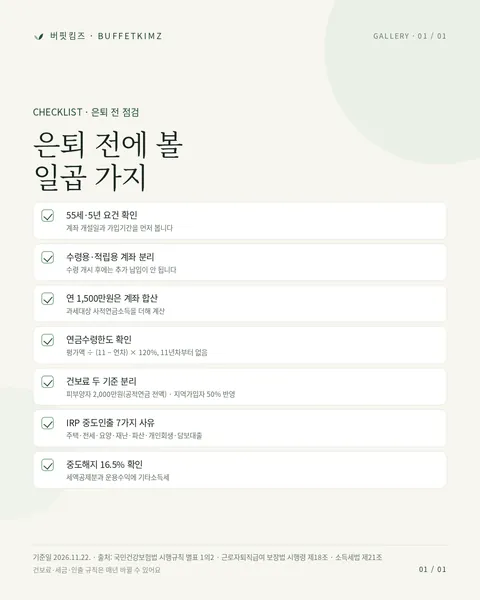 버핏킴즈 · BUFFETKIMZ
GALLERY · 01 / 01
CHECKLIST · 은퇴 전 점검
은퇴 전에 볼
일곱 가지
55세·5년 요건 확인
계좌 개설일과 가입기간을 먼저 봅니다
수령용·적립용 계좌 분리
수령 개시 후에는 추가 납입이 안 됩니다
연 1,500만원은 계좌 합산
과세대상 사적연금소득을 더해 계산
연금수령한도 확인
평가액 ÷ (11 − 연차) × 120%, 11년차부터 없음
건보료 두 기준 분리
피부양자 2,000만원(공적연금 전액) · 지역가입자 50% 반영
IRP 중도인출 7가지 사유
주택·전세·요양·재난·파산·개인회생·담보대출
중도해지 16.5% 확인
세액공제분과 운용수익에 기타소득세
기준일 2026.11.22. · 출처: 국민건강보험법 시행규칙 별표 1의2 · 근로자퇴직급여 보장법 시행령 제18조 · 소득세법 제21조
건보료·세금·인출 규칙은 매년 바뀔 수 있어요
01 / 01